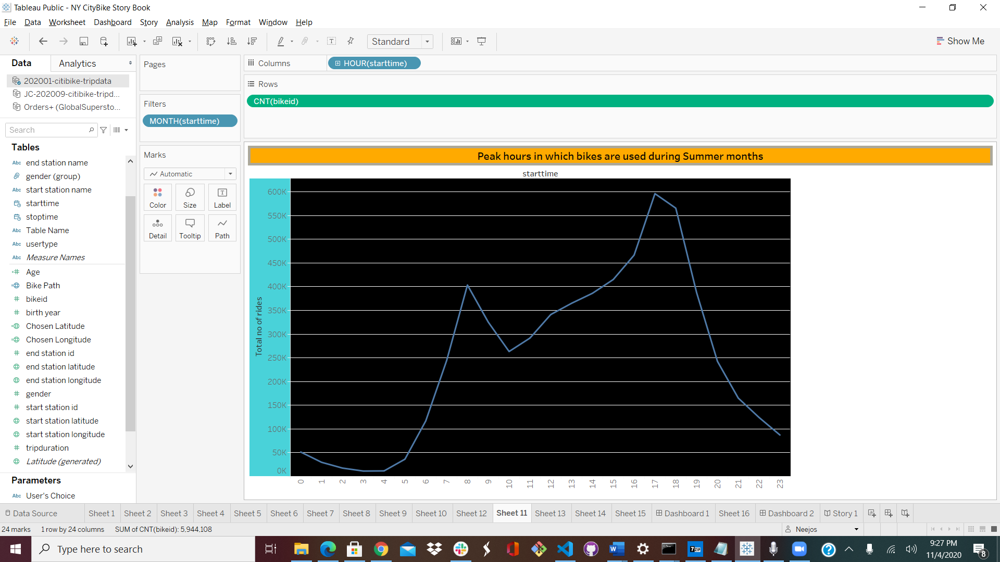 Tableau Public - NY CityBike Story Book
File Data Worksheet Dashboard Story Analysis Map Format Window Help
Standard
Show Me
Data
Analytics
202001-citibike-tripdata
JC-202009-citibike-tripd...
Orders+ (GlobalSupersto...
Search
Tables
Abc end station name
gender (group)
Abc start station name
starttime
stoptime
Abc Table Name
Abc usertype
Abc Measure Names
Age
Bike Path
bikeid
birth year
Chosen Latitude
Chosen Longitude
end station id
end station latitude
end station longitude
gender
start station id
start station latitude
start station longitude
tripduration
Latitude (generated)
Parameters
Abc User's Choice
Pages
Filters
MONTH(starttime)
Marks
Automatic
Color
Size
Label
Detail
Tooltip
Path
Columns
HOUR(starttime)
Rows
CNT(bikeid)
Peak hours in which bikes are used during Summer months
starttime
Total no of rides
600K
550K
500K
450K
400K
350K
300K
250K
200K
150K
100K
50K
0K
0 1 2 3 4 5 6 7 8 9 10 11 12 13 14 15 16 17 18 19 20 21 22 23
Data Source Sheet 1 Sheet 2 Sheet 3 Sheet 4 Sheet 5 Sheet 6 Sheet 7 Sheet 8 Sheet 9 Sheet 10 Sheet 12 Sheet 11 Sheet 13 Sheet 14 Sheet 15 Dashboard 1 Sheet 16 Dashboard 2 Story 1
24 marks 1 row by 24 columns SUM of CNT(bikeid): 5,944,108
Neejos
Type here to search
7ZIP
9:27 PM
11/4/2020
8